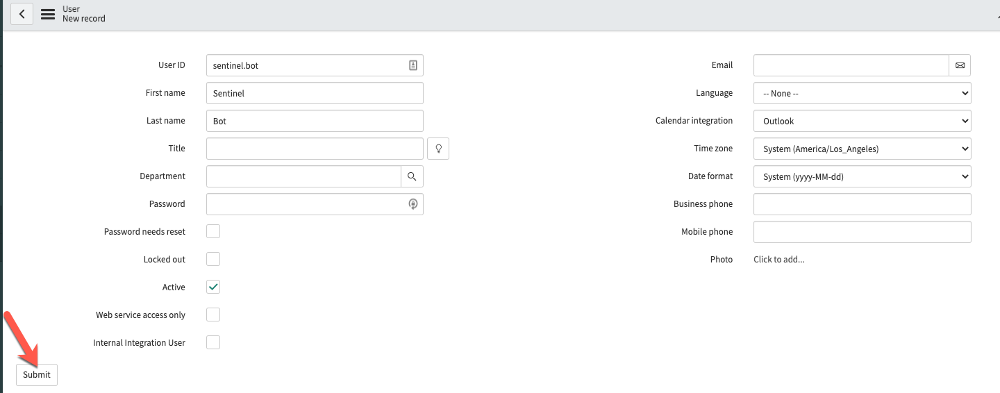 User
New record
User ID
sentinel.bot
First name
Sentinel
Last name
Bot
Title
Department
Password
Password needs reset
Locked out
Active
Web service access only
Internal Integration User
Submit
Email
Language
-- None --
Calendar integration
Outlook
Time zone
System (America/Los_Angeles)
Date format
System (yyyy-MM-dd)
Business phone
Mobile phone
Photo
Click to add...